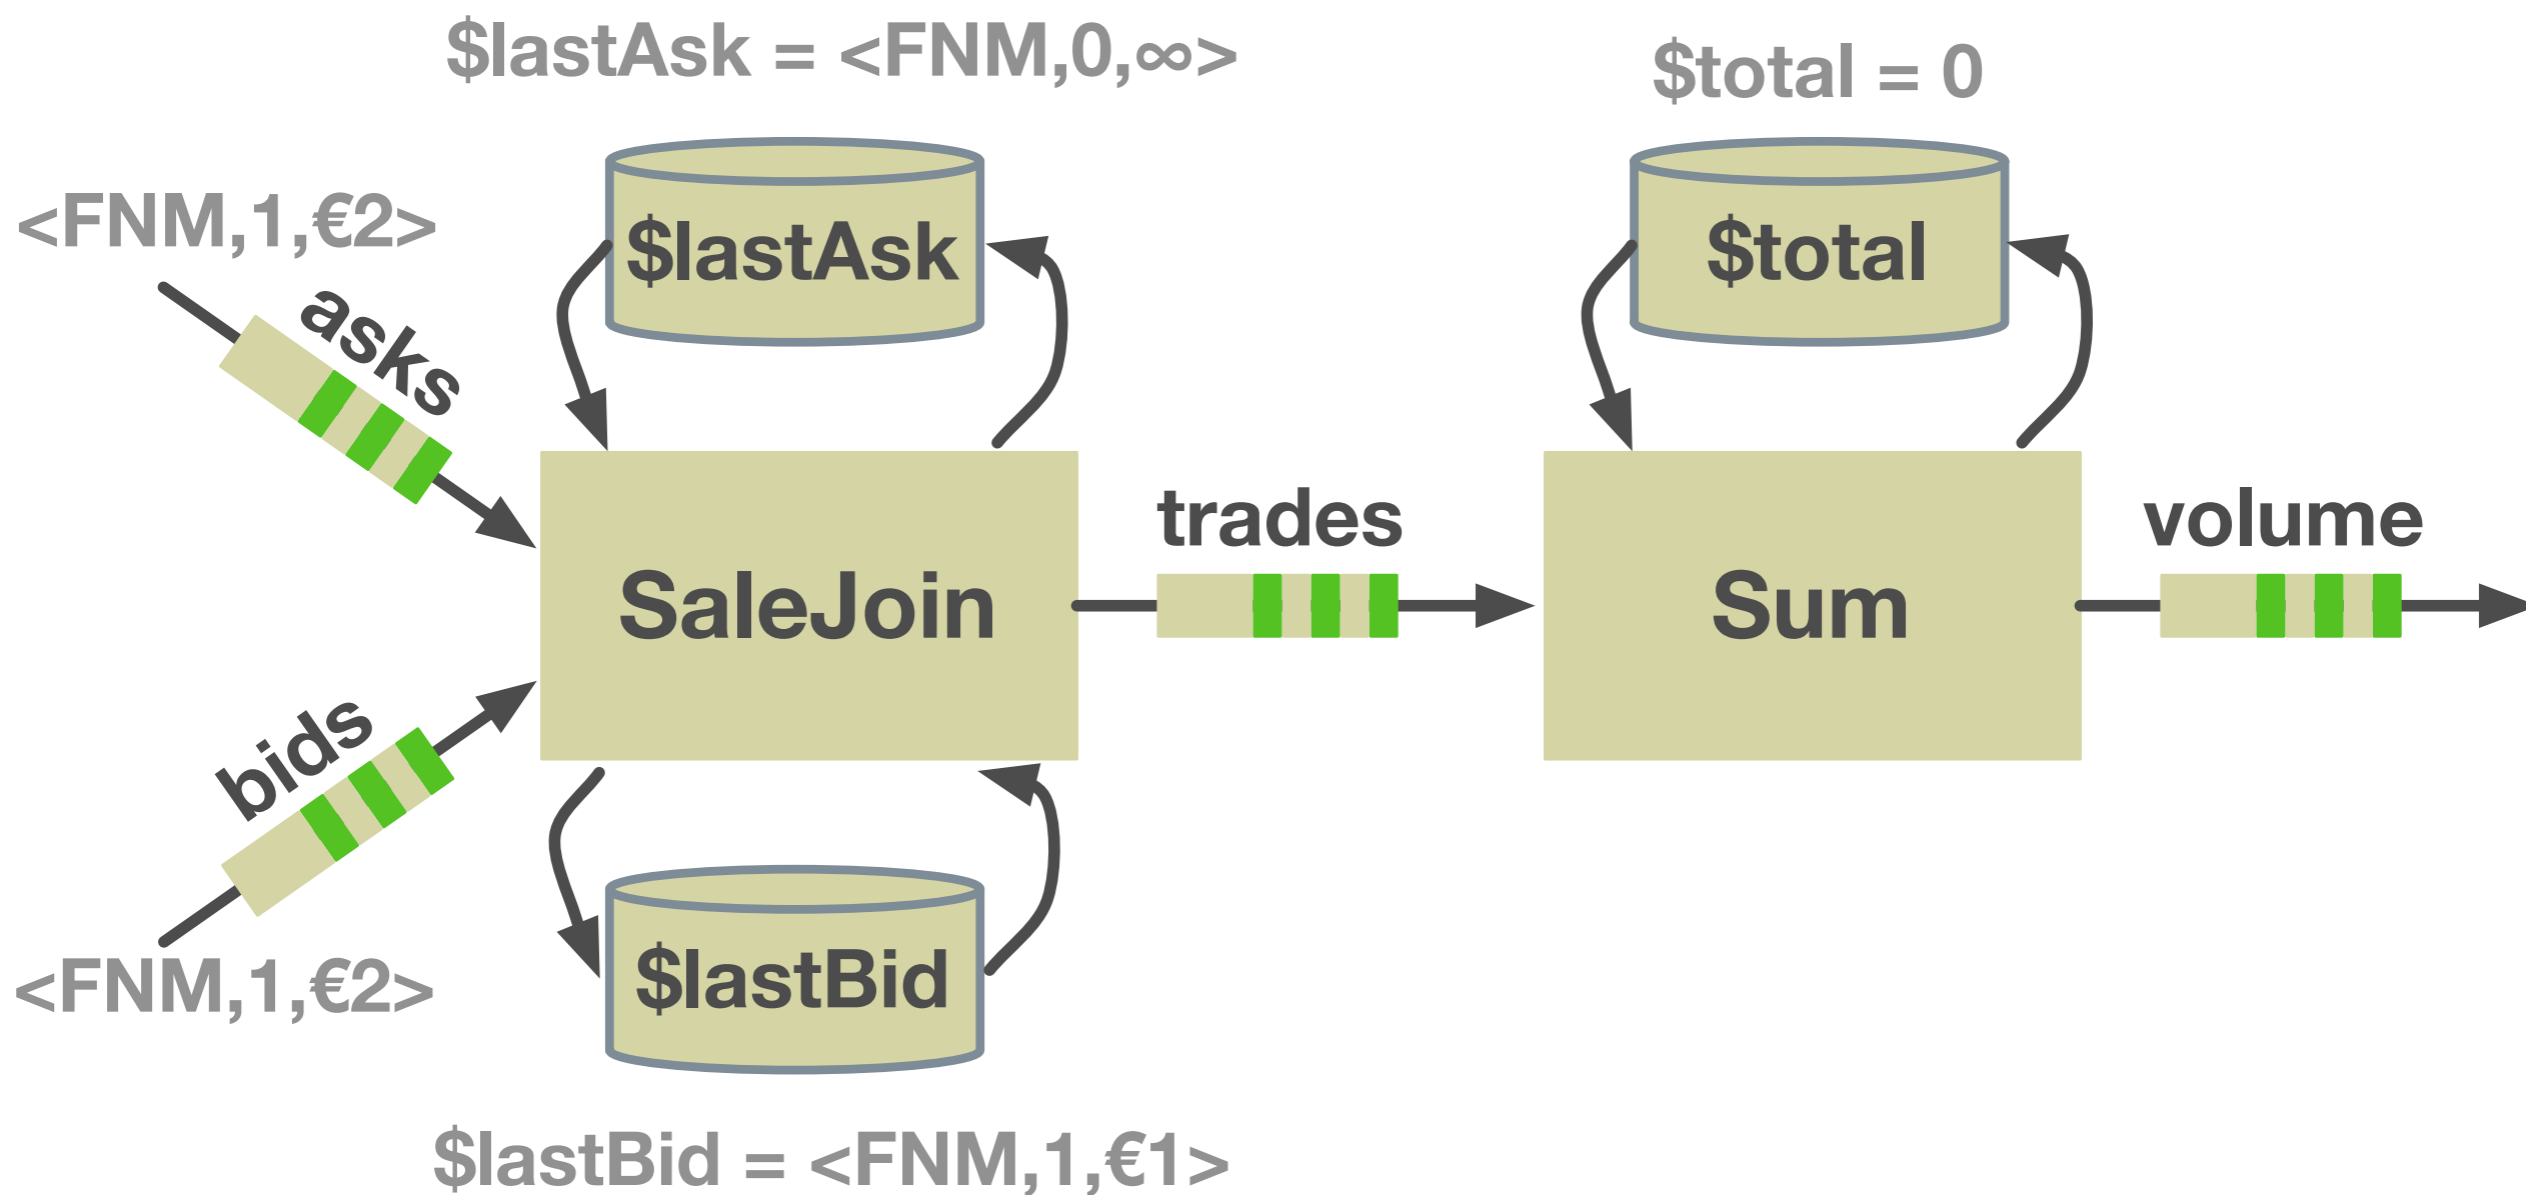 $lastAsk = <FNM,0,∞>
$total = 0
<FNM,1,€2>
$lastAsk
$total
asks
trades
volume
SaleJoin
Sum
bids
<FNM,1,€2>
$lastBid
$lastBid = <FNM,1,€1>